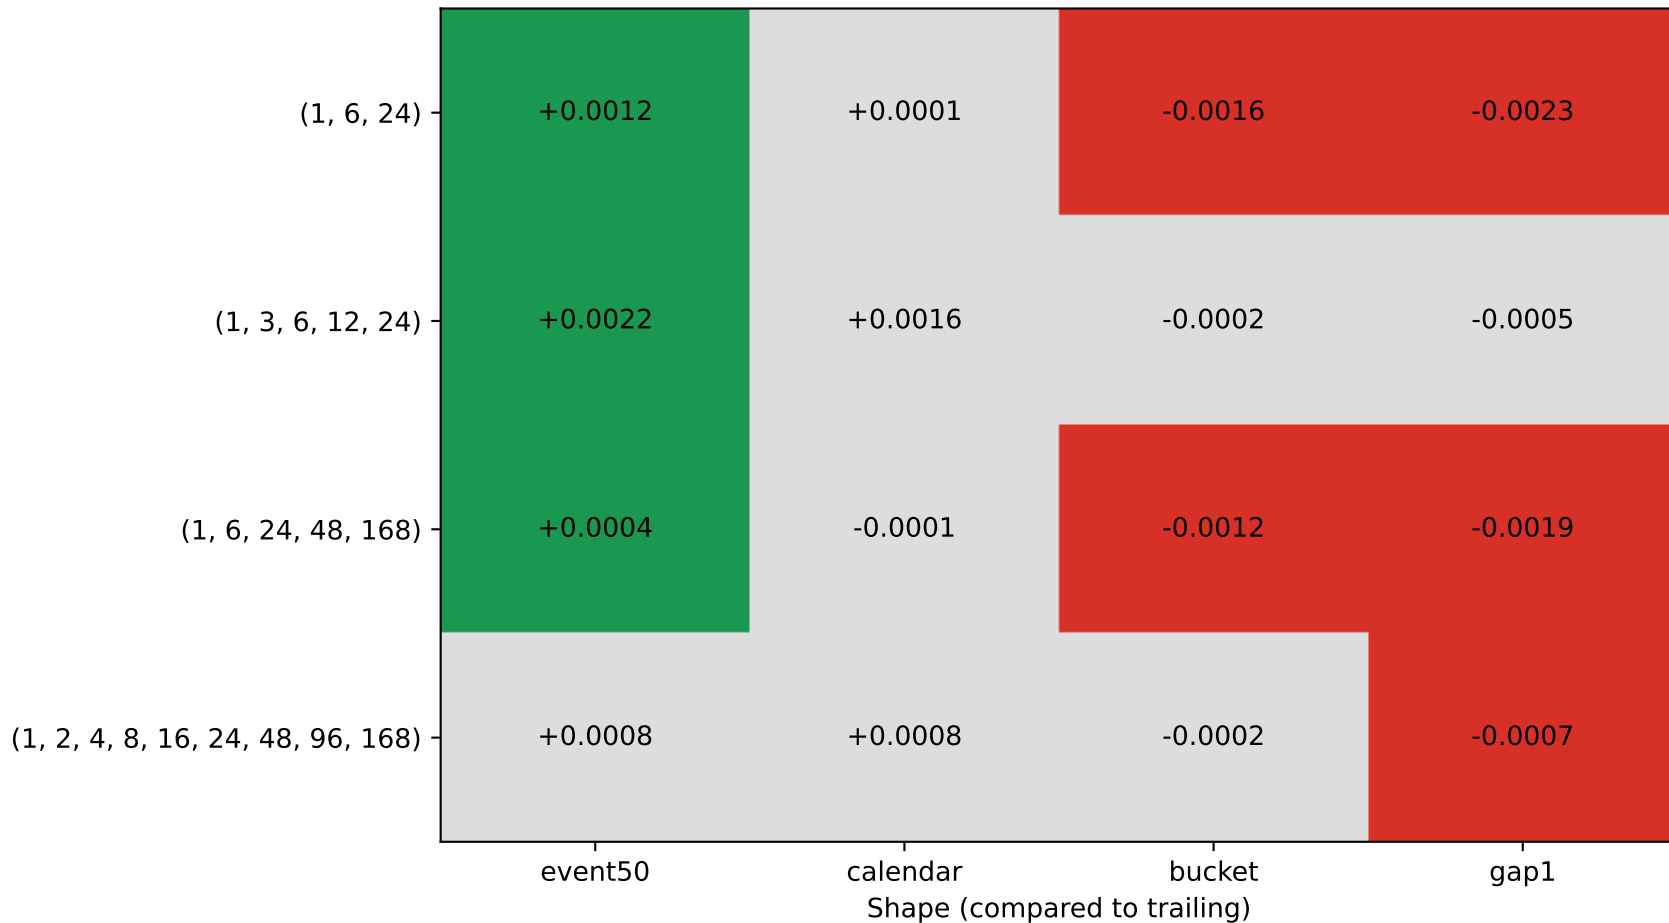 (1, 6, 24) +0.0012 +0.0001 -0.0016 -0.0023
(1, 3, 6, 12, 24) +0.0022 +0.0016 -0.0002 -0.0005
(1, 6, 24, 48, 168) +0.0004 -0.0001 -0.0012 -0.0019
(1, 2, 4, 8, 16, 24, 48, 96, 168) +0.0008 +0.0008 -0.0002 -0.0007
event50 calendar bucket gap1
Shape (compared to trailing)